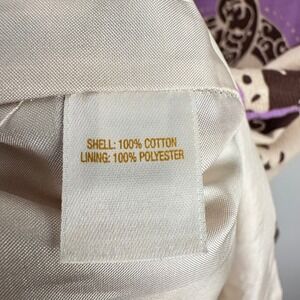 SHELL: 100% COTTON
LINING: 100% POLYESTER